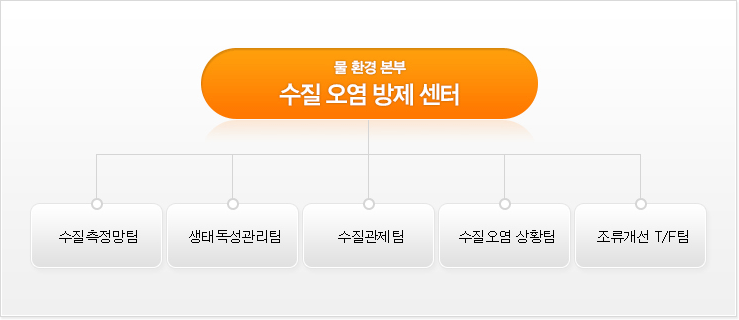 물 환경 본부
수질 오염 방제 센터
수질측정망팀
생태독성관리팀
수질관제팀
수질오염 상황팀
조류개선 T/F팀